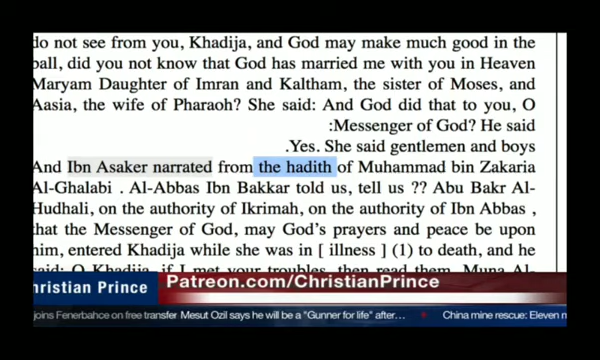 do not see from you, Khadija, and God may make much good in the
ball, did you not know that God has married me with you in Heaven
Maryam Daughter of Imran and Kaltham, the sister of Moses, and
Aasia, the wife of Pharaoh? She said: And God did that to you, O
:Messenger of God? He said
.Yes. She said gentlemen and boys
And Ibn Asaker narrated from the hadith of Muhammad bin Zakaria
Al-Ghalabi . Al-Abbas Ibn Bakkar told us, tell us ?? Abu Bakr Al-
Hudhali, on the authority of Ikrimah, on the authority of Ibn Abbas ,
that the Messenger of God, may God's prayers and peace be upon
him, entered Khadija while she was in [ illness ] (1) to death, and he
said: O Khadija, if I met your troubles, then read them, Muna Al-
hristian Prince
Patreon.com/ChristianPrince
joins Fenerbahce on free transfer Mesut Ozil says he will be a "Gunner for life" after… China mine rescue: Eleven m